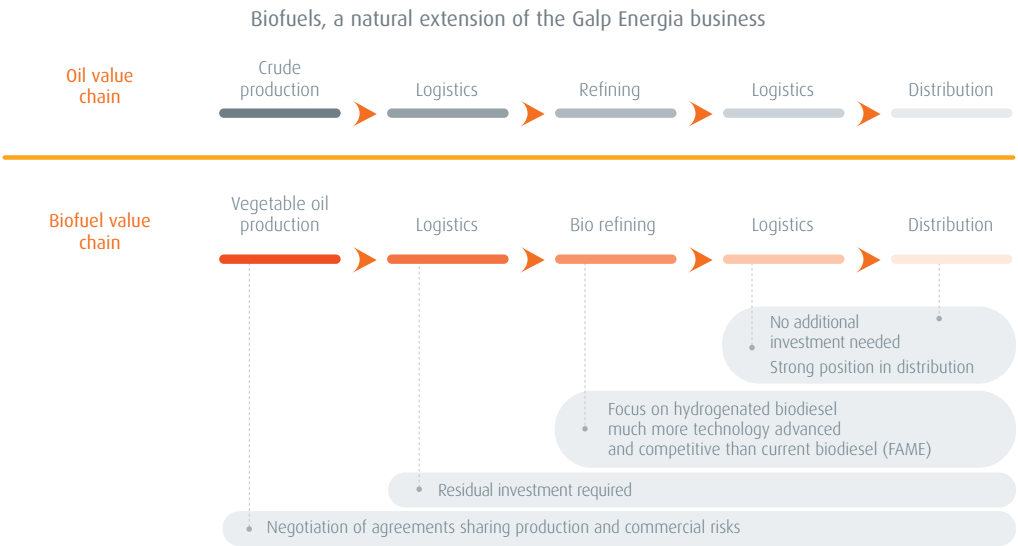 Biofuels, a natural extension of the Galp Energia business
Oil value
chain
Crude
production
Logistics
Refining
Logistics
Distribution
Biofuel value
chain
Vegetable oil
production
Logistics
Bio refining
Logistics
Distribution
No additional
investment needed
Strong position in distribution
Focus on hydrogenated biodiesel
much more technology advanced
and competitive than current biodiesel (FAME)
Residual investment required
Negotiation of agreements sharing production and commercial risks